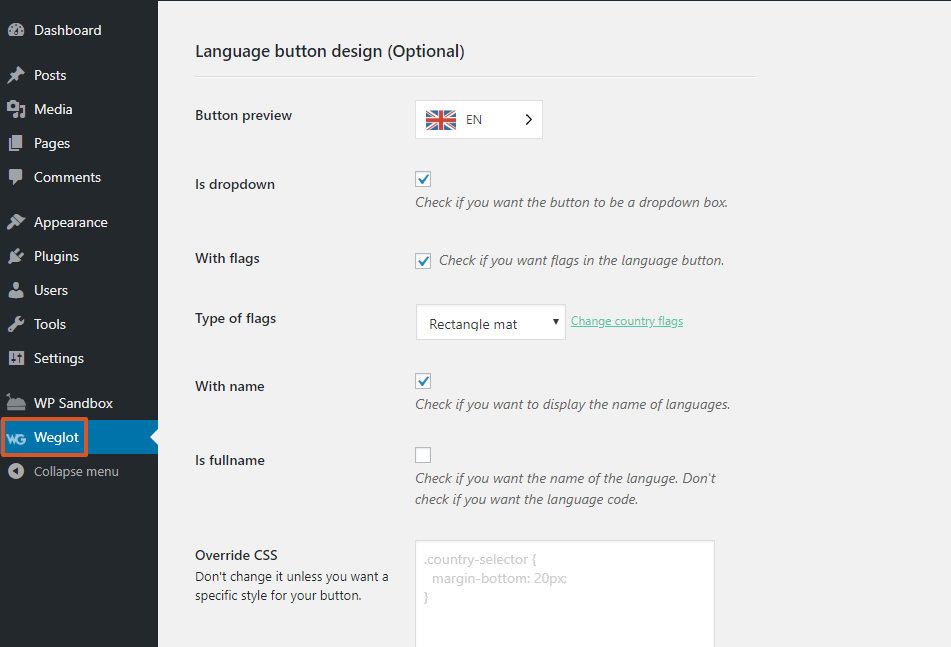 Dashboard
Posts
Media
Pages
Comments
Appearance
Plugins
Users
Tools
Settings
WP Sandbox
WG Weglot
Collapse menu
Language button design (Optional)
Button preview
EN
Is dropdown
Check if you want the button to be a dropdown box.
With flags
Check if you want flags in the language button.
Type of flags
Rectangle mat
Change country flags
With name
Check if you want to display the name of languages.
Is fullname
Check if you want the name of the languge. Don't
check if you want the language code.
Override CSS
Don't change it unless you want a
specific style for your button.
.country-selector {
margin-bottom: 20px;
}